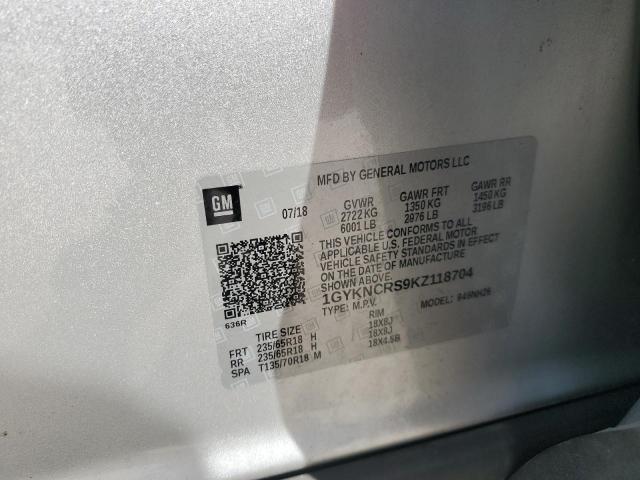 MFD BY GENERAL MOTORS LLC
GM
07/18
GVWR GAWR FRT GAWR RR
2722 KG 1350 KG 1450 KG
6001 LB 2976 LB 3196 LB
THIS VEHICLE CONFORMS TO ALL
APPLICABLE U.S. FEDERAL MOTOR
VEHICLE SAFETY STANDARDS IN EFFECT
ON THE DATE OF MANUFACTURE
SHOWN ABOVE.
1GYKNCRS9KZ118704
TYPE: M.P.V. MODEL: 946NH26
636R
TIRE SIZE RIM
FRT 235/65R18 H 18X8J
RR 235/65R18 H 18X8J
SPA T135/70R18 M 18X4.5B